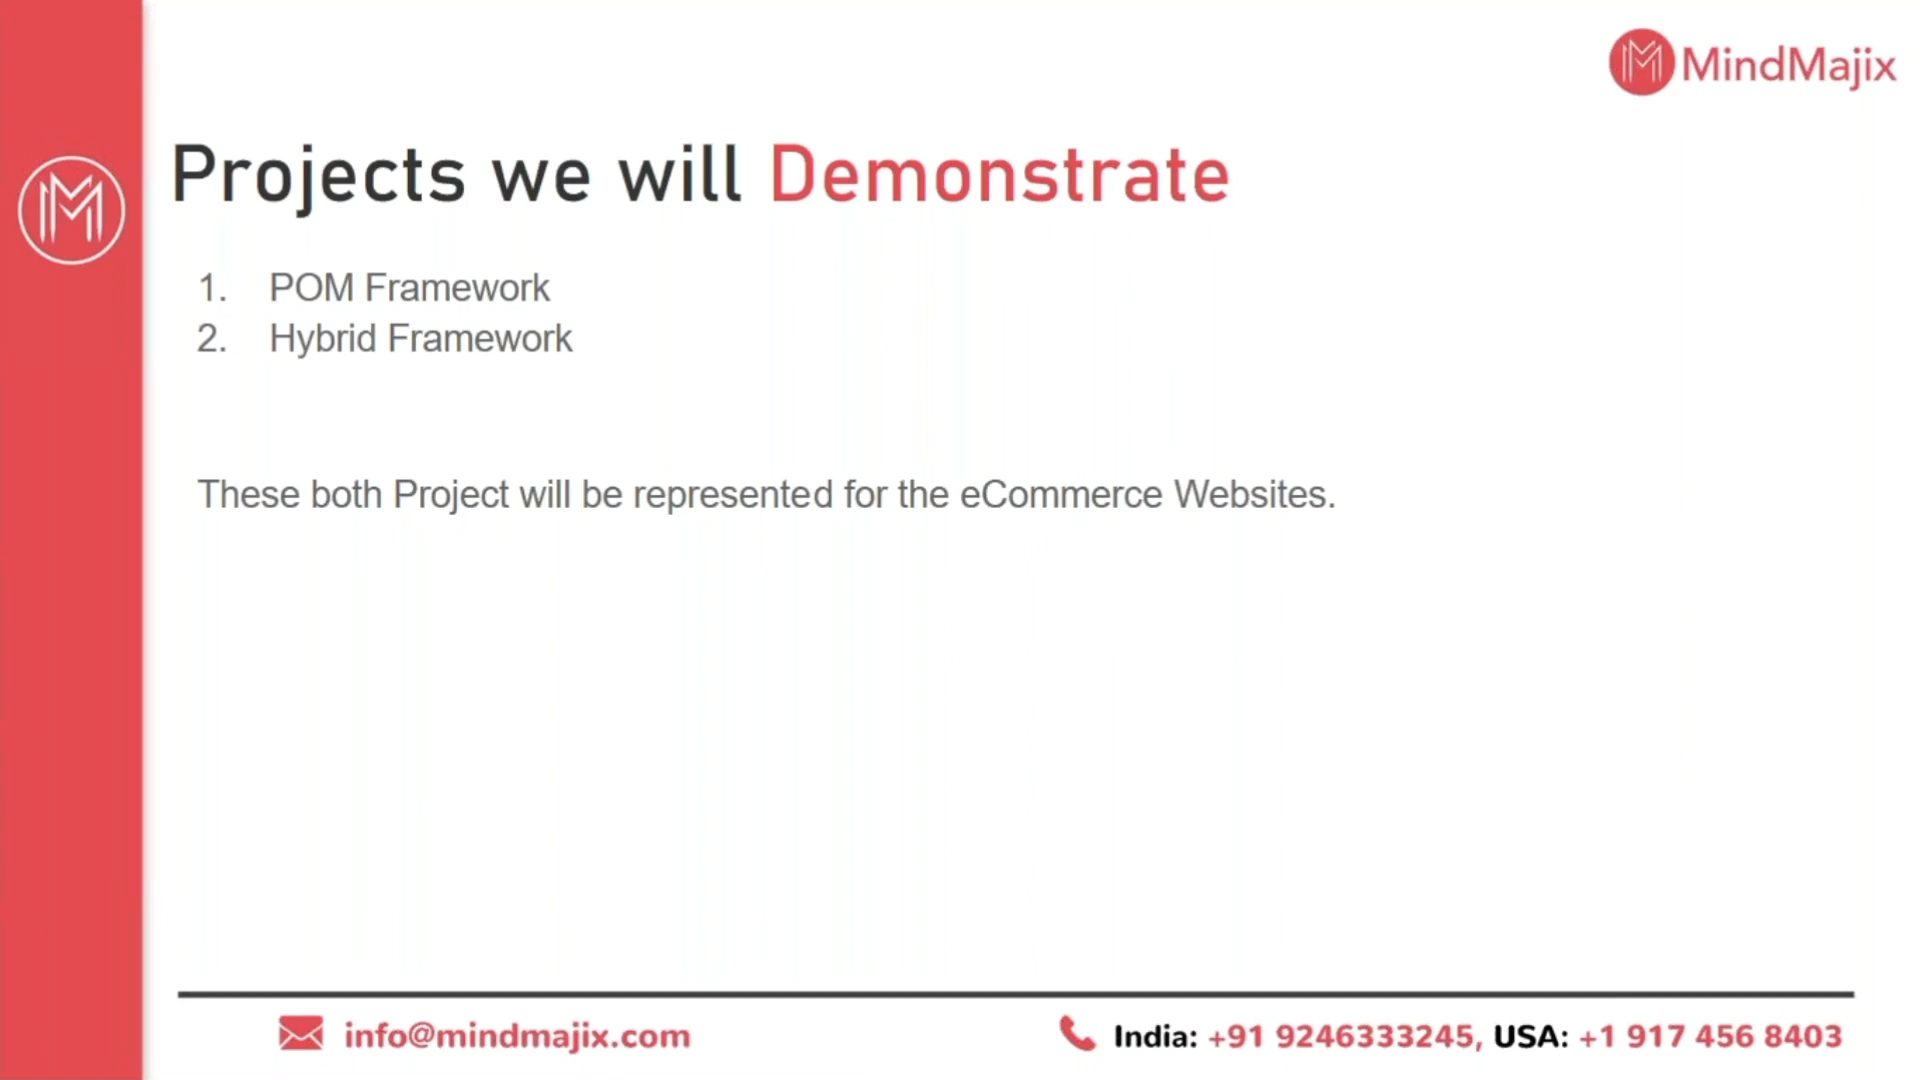 MindMajix
Projects we will Demonstrate
1. POM Framework
2. Hybrid Framework
These both Project will be represented for the eCommerce Websites.
info@mindmajix.com
India: +91 9246333245, USA: +1 917 456 8403